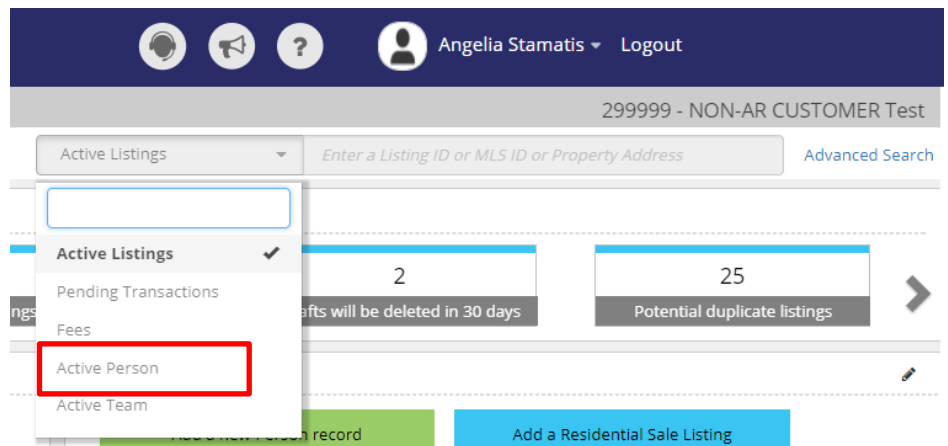 ?
Angelia Stamatis Logout
299999 - NON-AR CUSTOMER Test
Active Listings
Enter a Listing ID or MLS ID or Property Address
Advanced Search
Active Listings
Pending Transactions
Fees
Active Person
Active Team
2
will be deleted in 30 days
25
Potential duplicate listings
Person record
Add a Residential Sale Listing